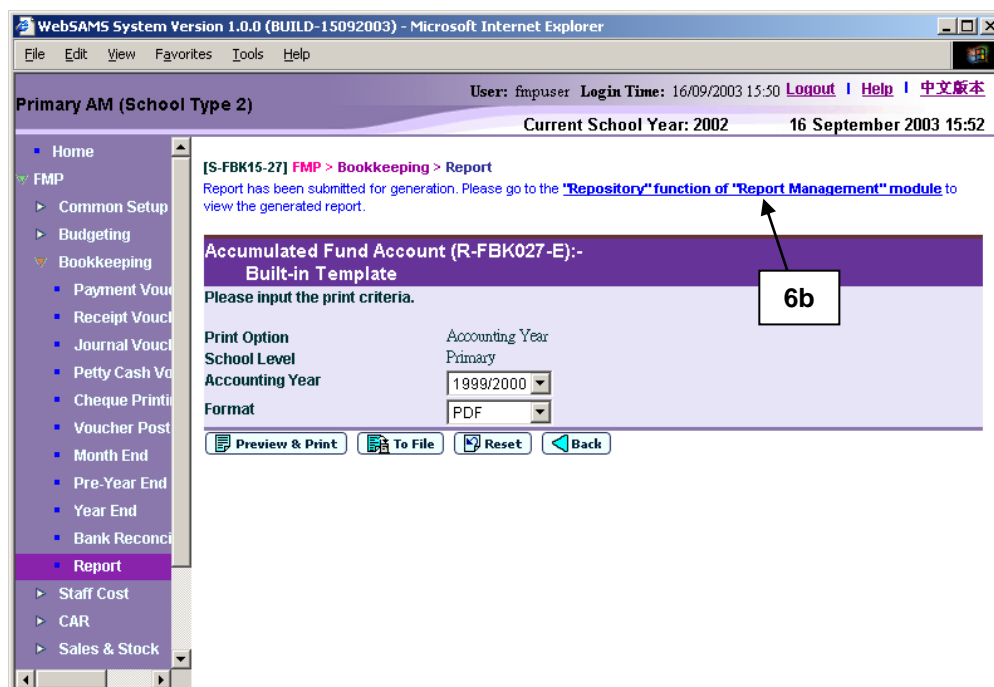 WebSAMS System Version 1.0.0 (BUILD-15092003) - Microsoft Internet Explorer
File Edit View Favorites Tools Help
Primary AM (School Type 2)
User: fmpuser Login Time: 16/09/2003 15:50 Logout | Help | 中文版本
Current School Year: 2002 16 September 2003 15:52
Home
FMP
Common Setup
Budgeting
Bookkeeping
Payment Vou
Receipt Voucl
Journal Voucl
Petty Cash Vo
Cheque Printi
Voucher Post
Month End
Pre-Year End
Year End
Bank Reconci
Report
Staff Cost
CAR
Sales & Stock
[S-FBK15-27] FMP > Bookkeeping > Report
Report has been submitted for generation. Please go to the "Repository" function of "Report Management" module to
view the generated report.
Accumulated Fund Account (R-FBK027-E):-
Built-in Template
6b
Please input the print criteria.
Print Option Accounting Year
School Level Primary
Accounting Year 1999/2000
Format PDF
Preview & Print To File Reset Back